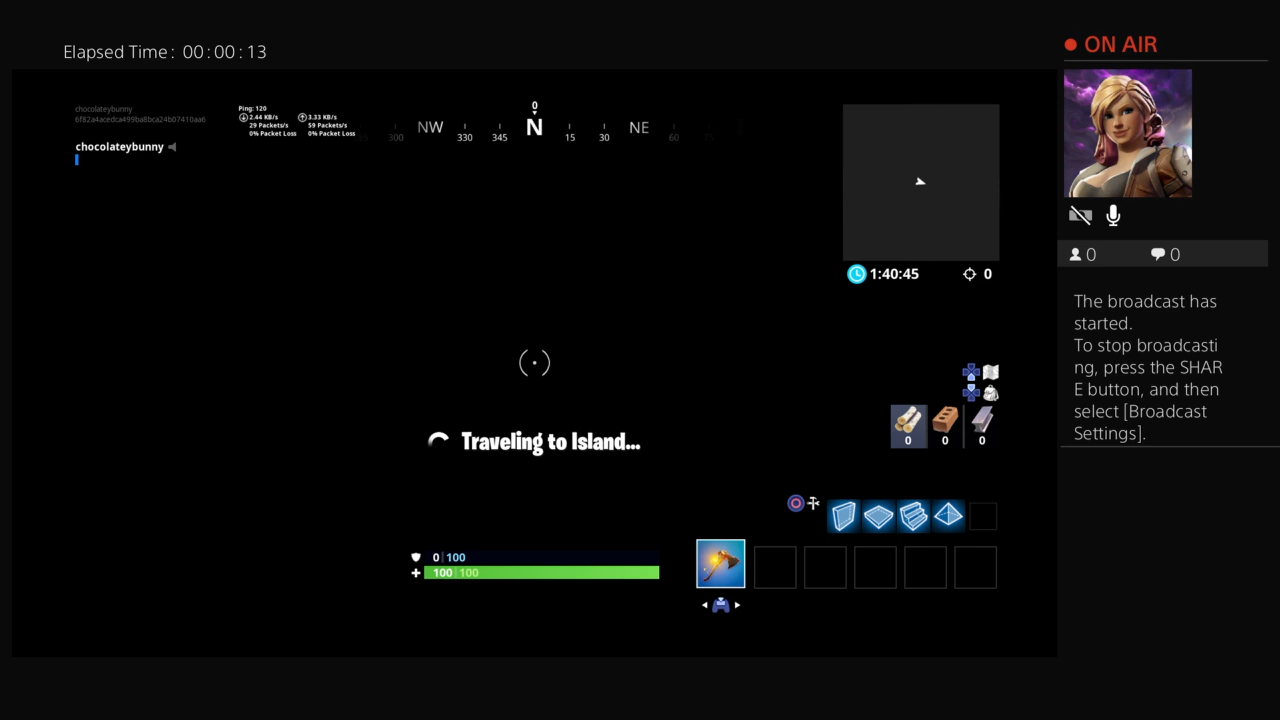 Elapsed Time: 00:00:13
ON AIR
chocolateybunny
6f82a4acedca499ba8bca24b07410aa6
Ping: 120
2.44 KB/s 3.33 KB/s
29 Packets/s 59 Packets/s
0% Packet Loss 0% Packet Loss
chocolateybunny
0
300 NW 330 345 N 15 30 NE 60 75
1:40:45 0
0 0
The broadcast has
started.
To stop broadcasti
ng, press the SHAR
E button, and then
select [Broadcast
Settings].
0 0 0
Traveling to Island...
0 | 100
100 | 100